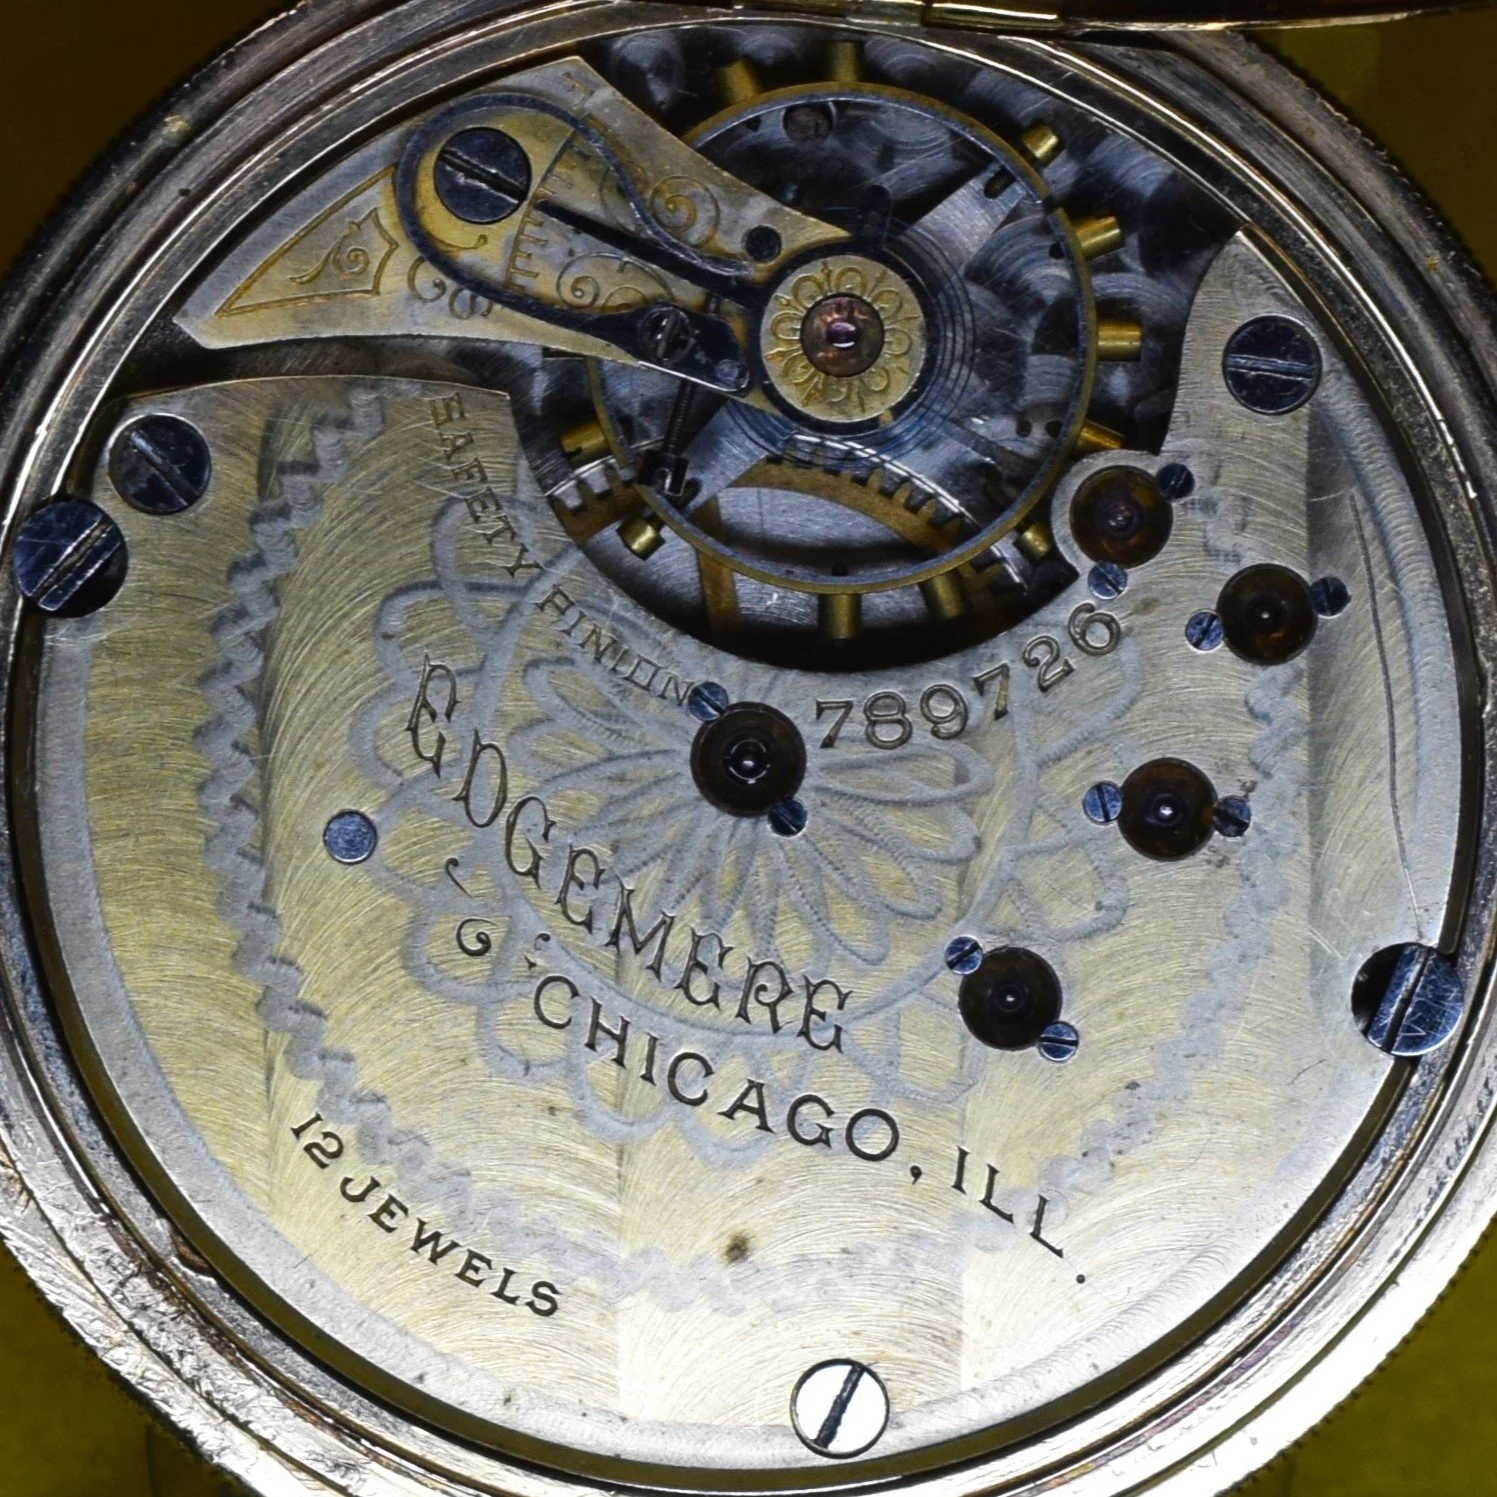 SAFETY PINION
789726
EDGEMERE
CHICAGO, ILL.
12 JEWELS